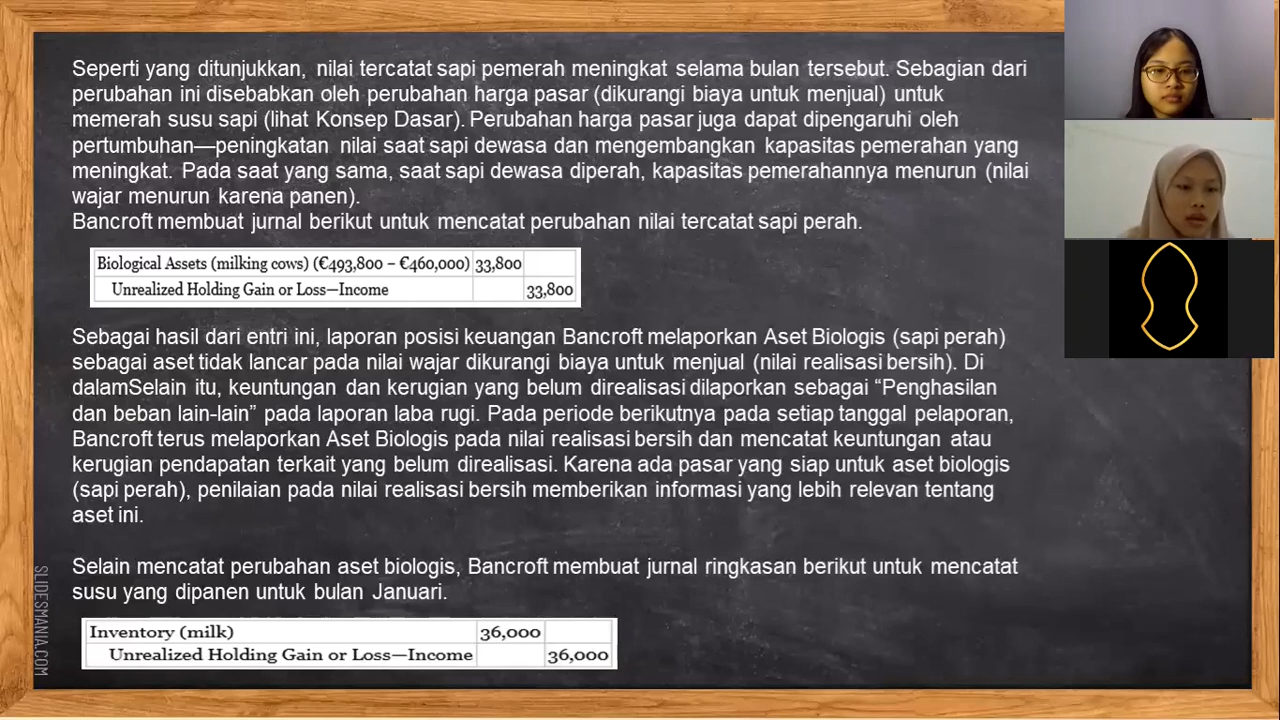 Seperti yang ditunjukkan, nilai tercatat sapi pemerah meningkat selama bulan tersebut. Sebagian dari
perubahan ini disebabkan oleh perubahan harga pasar (dikurangi biaya untuk menjual) untuk
memerah susu sapi (lihat Konsep Dasar). Perubahan harga pasar juga dapat dipengaruhi oleh
pertumbuhan—peningkatan nilai saat sapi dewasa dan mengembangkan kapasitas pemerahan yang
meningkat. Pada saat yang sama, saat sapi dewasa diperah, kapasitas pemerahannya menurun (nilai
wajar menurun karena panen).
Bancroft membuat jurnal berikut untuk mencatat perubahan nilai tercatat sapi perah.
Biological Assets (milking cows) (€493,800 – €460,000) 33,800
Unrealized Holding Gain or Loss—Income 33,800
Sebagai hasil dari entri ini, laporan posisi keuangan Bancroft melaporkan Aset Biologis (sapi perah)
sebagai aset tidak lancar pada nilai wajar dikurangi biaya untuk menjual (nilai realisasi bersih). Di
dalamSelain itu, keuntungan dan kerugian yang belum direalisasi dilaporkan sebagai “Penghasilan
dan beban lain-lain” pada laporan laba rugi. Pada periode berikutnya pada setiap tanggal pelaporan,
Bancroft terus melaporkan Aset Biologis pada nilai realisasi bersih dan mencatat keuntungan atau
kerugian pendapatan terkait yang belum direalisasi. Karena ada pasar yang siap untuk aset biologis
(sapi perah), penilaian pada nilai realisasi bersih memberikan informasi yang lebih relevan tentang
aset ini.
Selain mencatat perubahan aset biologis, Bancroft membuat jurnal ringkasan berikut untuk mencatat
susu yang dipanen untuk bulan Januari.
Inventory (milk) 36,000
Unrealized Holding Gain or Loss—Income 36,000
SLIDESMANIA.COM